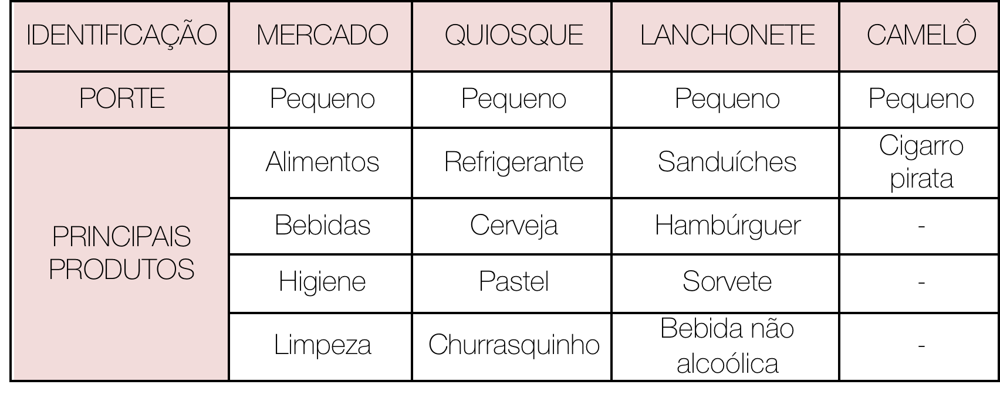 IDENTIFICAÇÃO MERCADO QUIOSQUE LANCHONETE CAMELÔ
PORTE Pequeno Pequeno Pequeno Pequeno
PRINCIPAIS
PRODUTOS
Alimentos Refrigerante Sanduíches Cigarro
pirata
Bebidas Cerveja Hambúrguer -
Higiene Pastel Sorvete -
Limpeza Churrasquinho Bebida não
alcoólica -